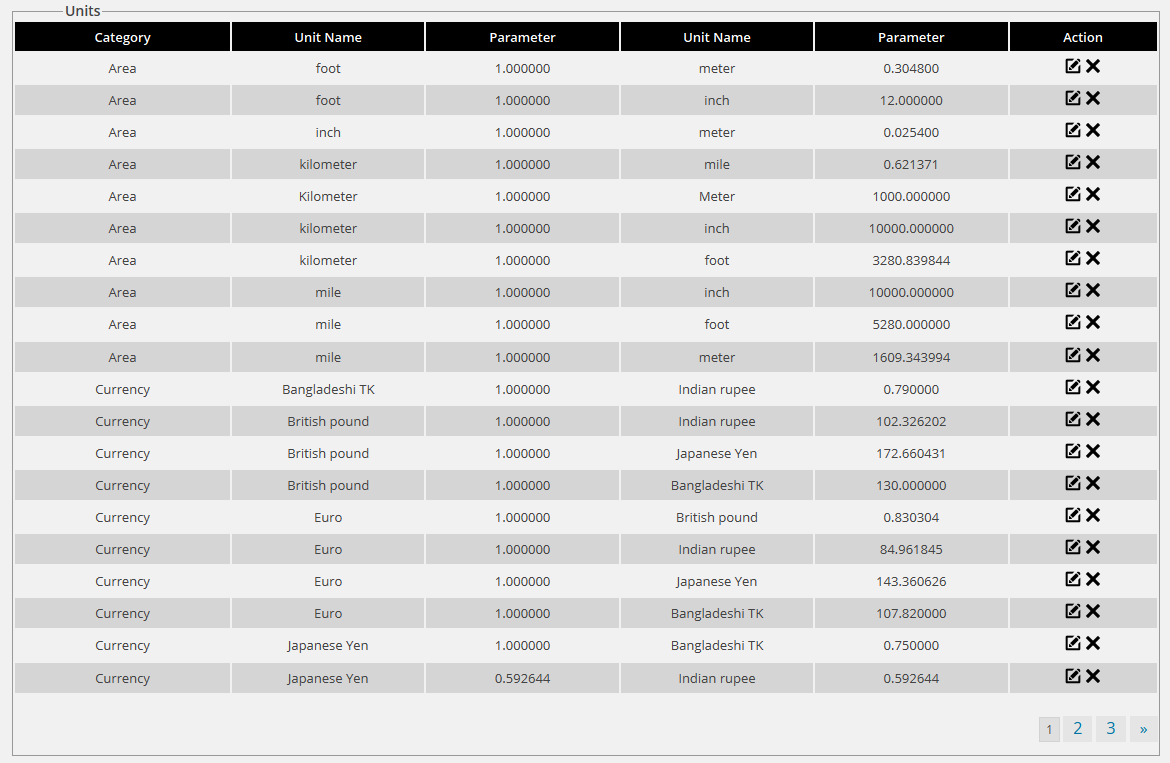 Units
Category Unit Name Parameter Unit Name Parameter Action
Area foot 1.000000 meter 0.304800
Area foot 1.000000 inch 12.000000
Area inch 1.000000 meter 0.025400
Area kilometer 1.000000 mile 0.621371
Area Kilometer 1.000000 Meter 1000.000000
Area kilometer 1.000000 inch 10000.000000
Area kilometer 1.000000 foot 3280.839844
Area mile 1.000000 inch 10000.000000
Area mile 1.000000 foot 5280.000000
Area mile 1.000000 meter 1609.343994
Currency Bangladeshi TK 1.000000 Indian rupee 0.790000
Currency British pound 1.000000 Indian rupee 102.326202
Currency British pound 1.000000 Japanese Yen 172.660431
Currency British pound 1.000000 Bangladeshi TK 130.000000
Currency Euro 1.000000 British pound 0.830304
Currency Euro 1.000000 Indian rupee 84.961845
Currency Euro 1.000000 Japanese Yen 143.360626
Currency Euro 1.000000 Bangladeshi TK 107.820000
Currency Japanese Yen 1.000000 Bangladeshi TK 0.750000
Currency Japanese Yen 0.592644 Indian rupee 0.592644
1 2 3 »